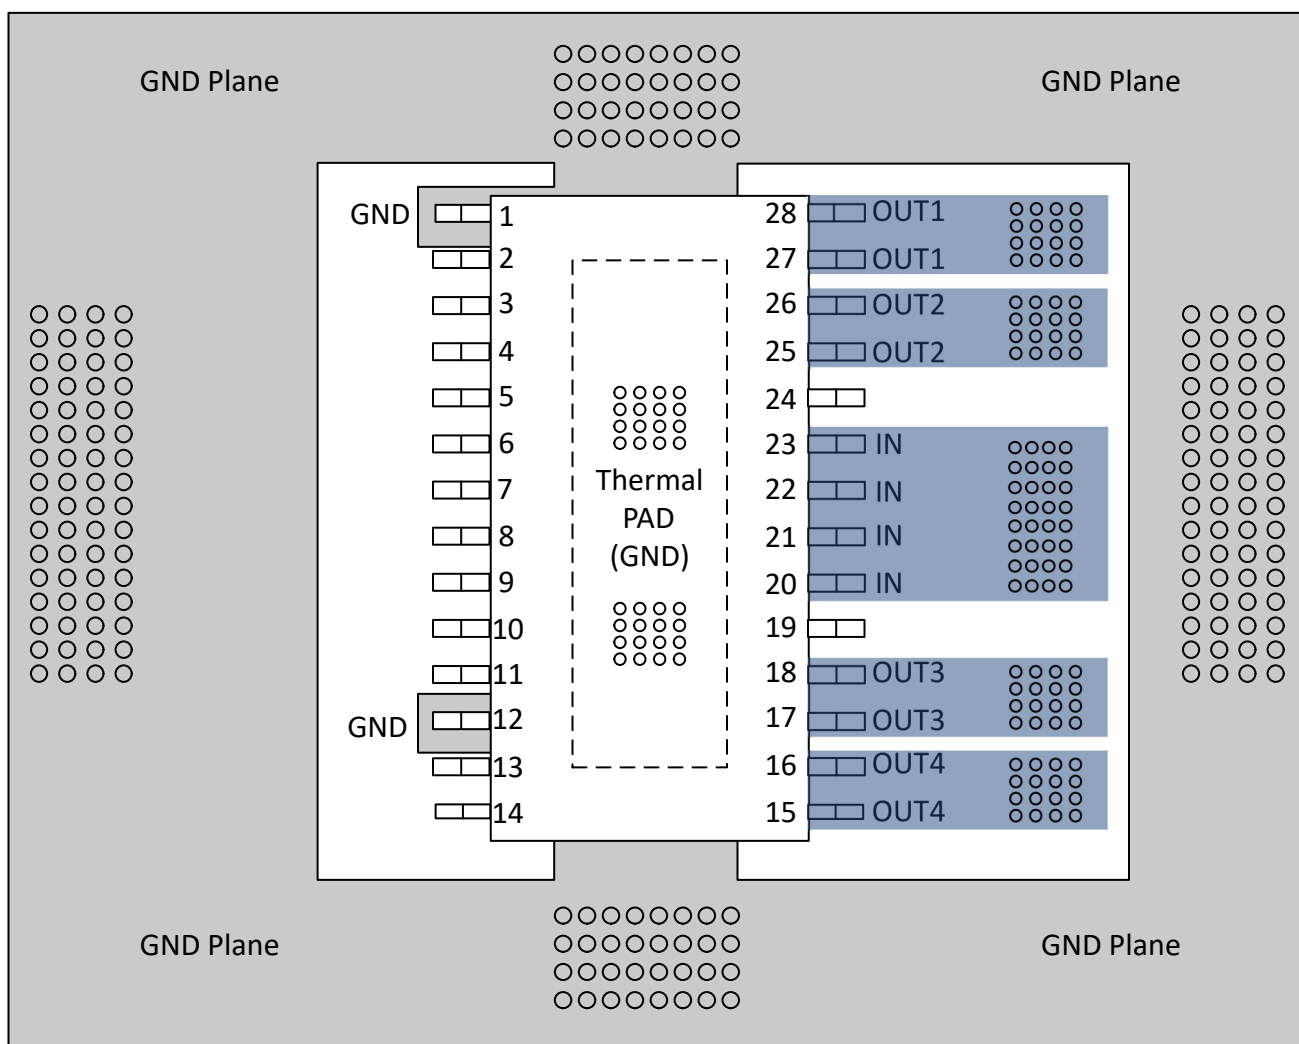 GND Plane
GND Plane
GND
1
28
OUT1
2
27
OUT1
3
26
OUT2
4
25
OUT2
5
24
6
23
IN
7
22
IN
8
21
IN
9
20
IN
Thermal
PAD
(GND)
10
19
11
18
OUT3
GND
12
17
OUT3
13
16
OUT4
14
15
OUT4
GND Plane
GND Plane